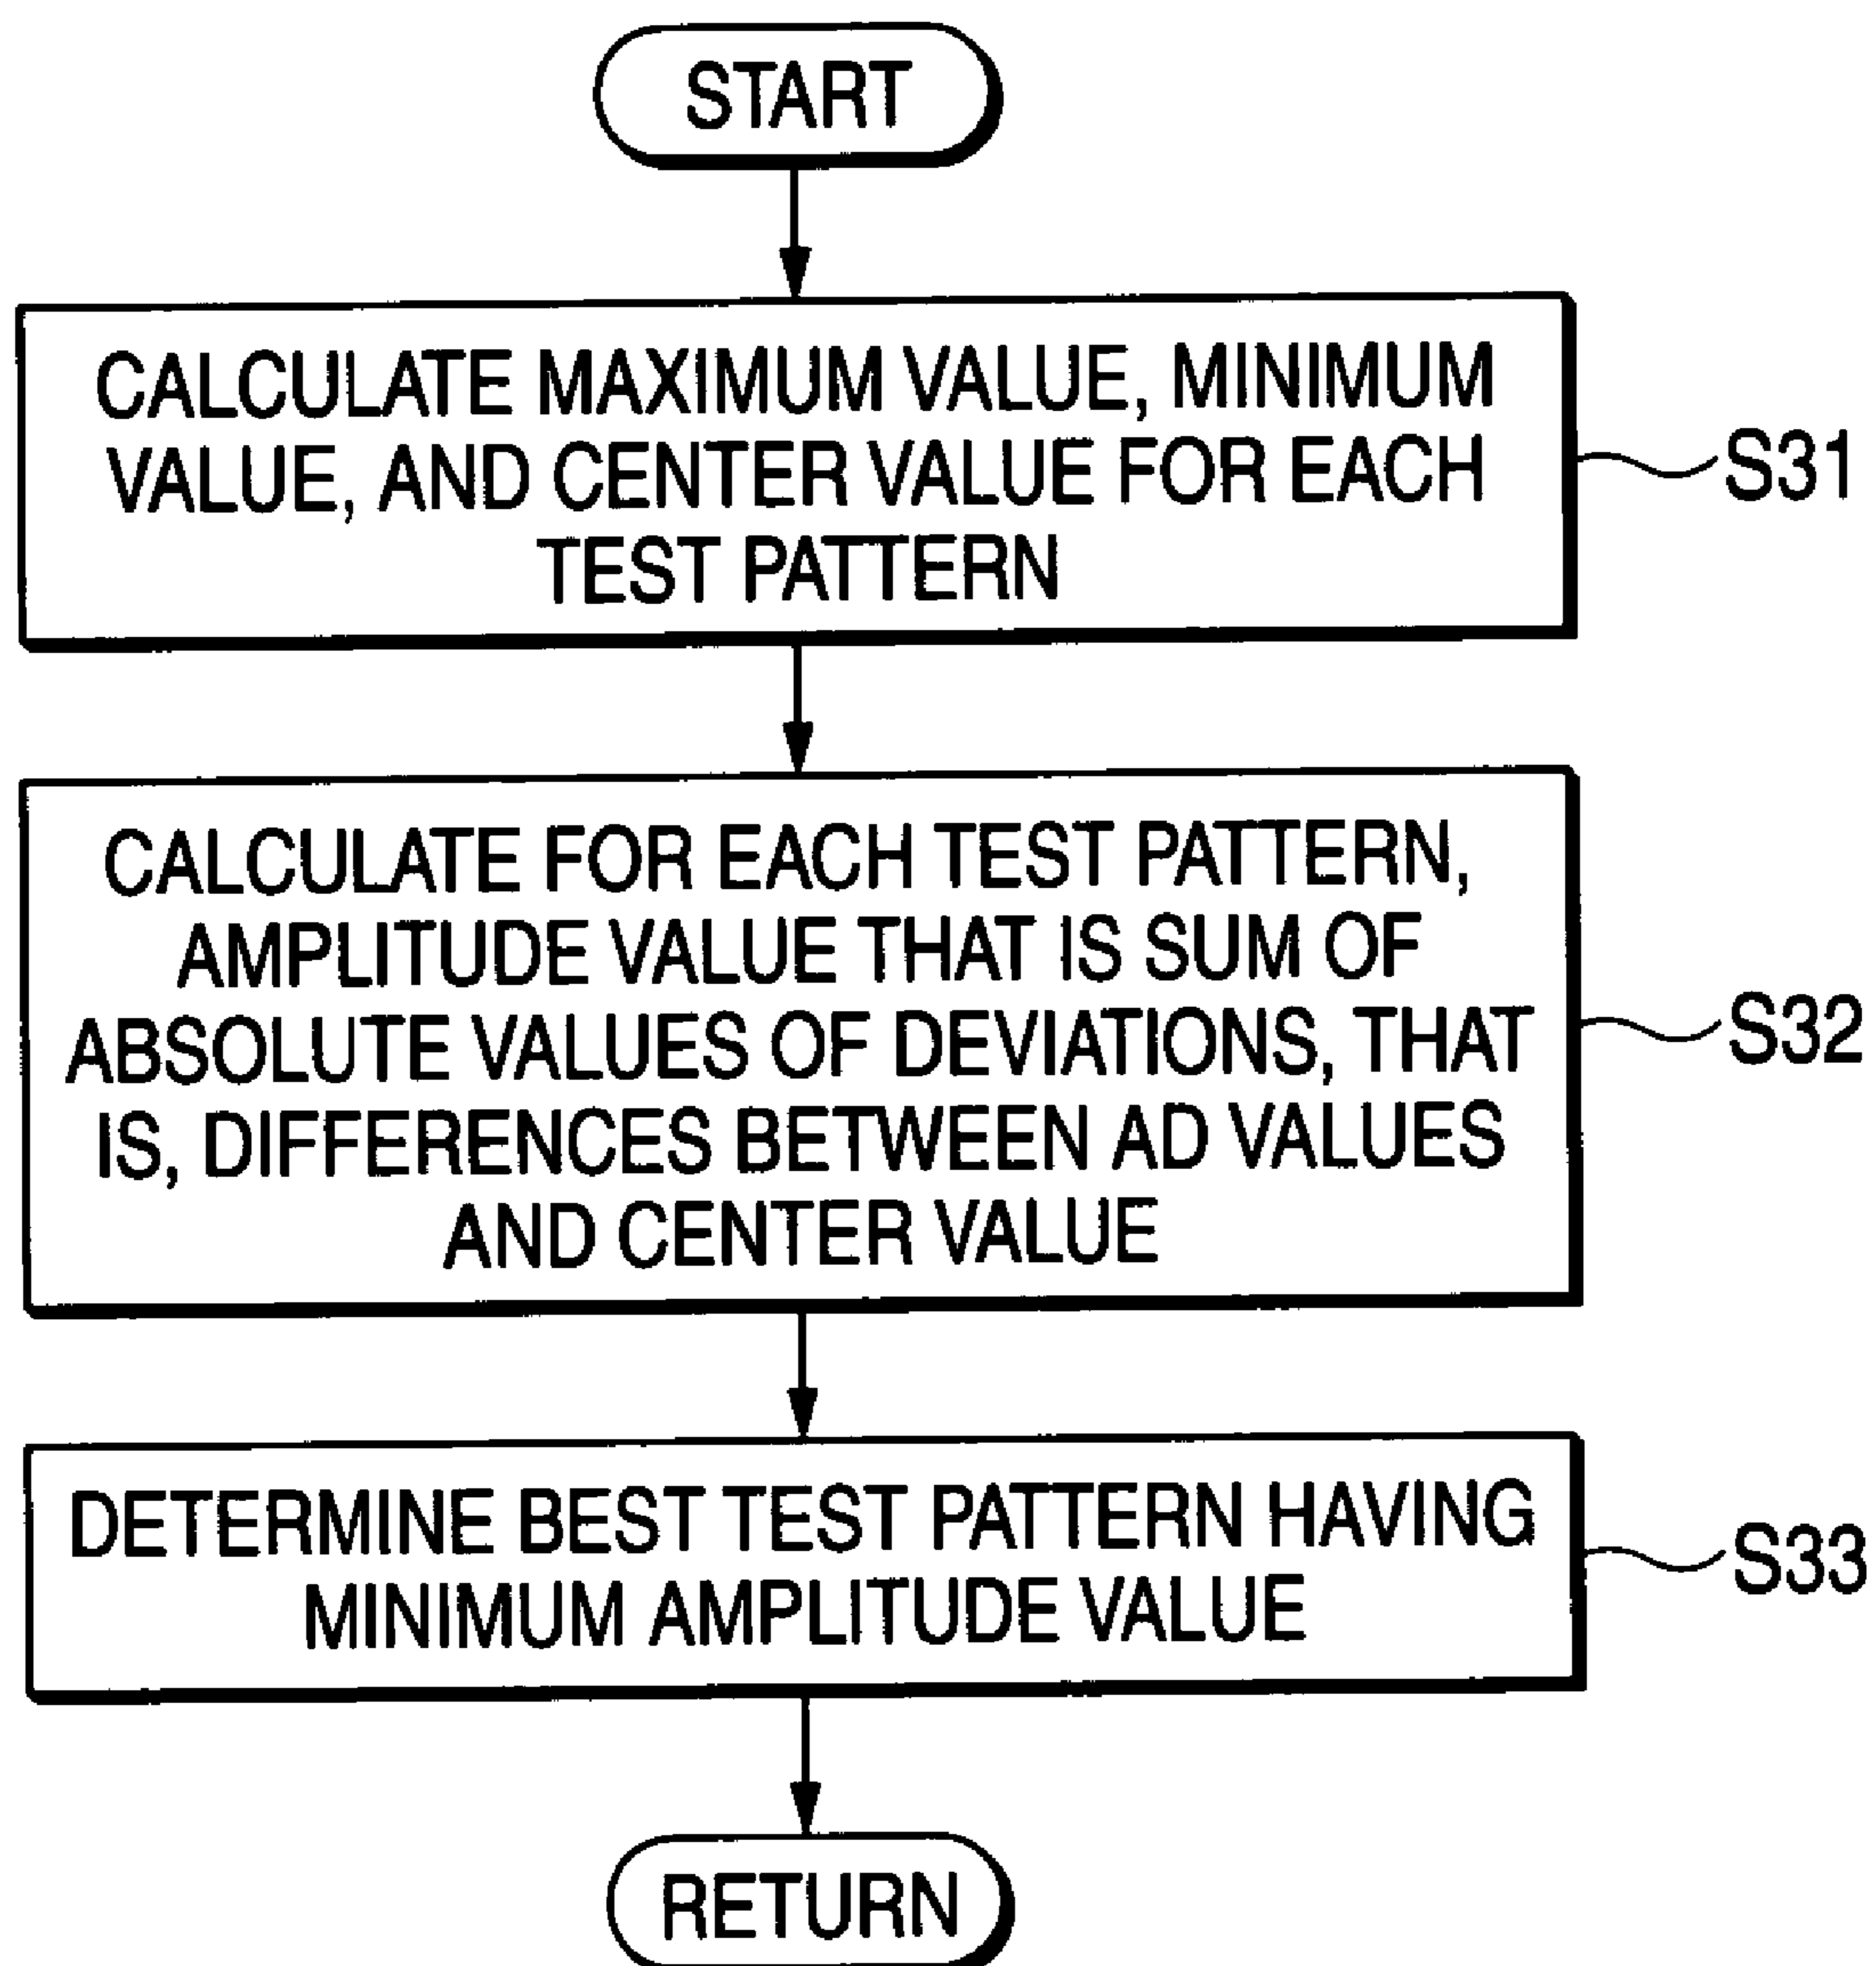 START
CALCULATE MAXIMUM VALUE, MINIMUM
VALUE, AND CENTER VALUE FOR EACH
TEST PATTERN
S31
CALCULATE FOR EACH TEST PATTERN,
AMPLITUDE VALUE THAT IS SUM OF
ABSOLUTE VALUES OF DEVIATIONS, THAT
IS, DIFFERENCES BETWEEN AD VALUES
AND CENTER VALUE
S32
DETERMINE BEST TEST PATTERN HAVING
MINIMUM AMPLITUDE VALUE
S33
RETURN